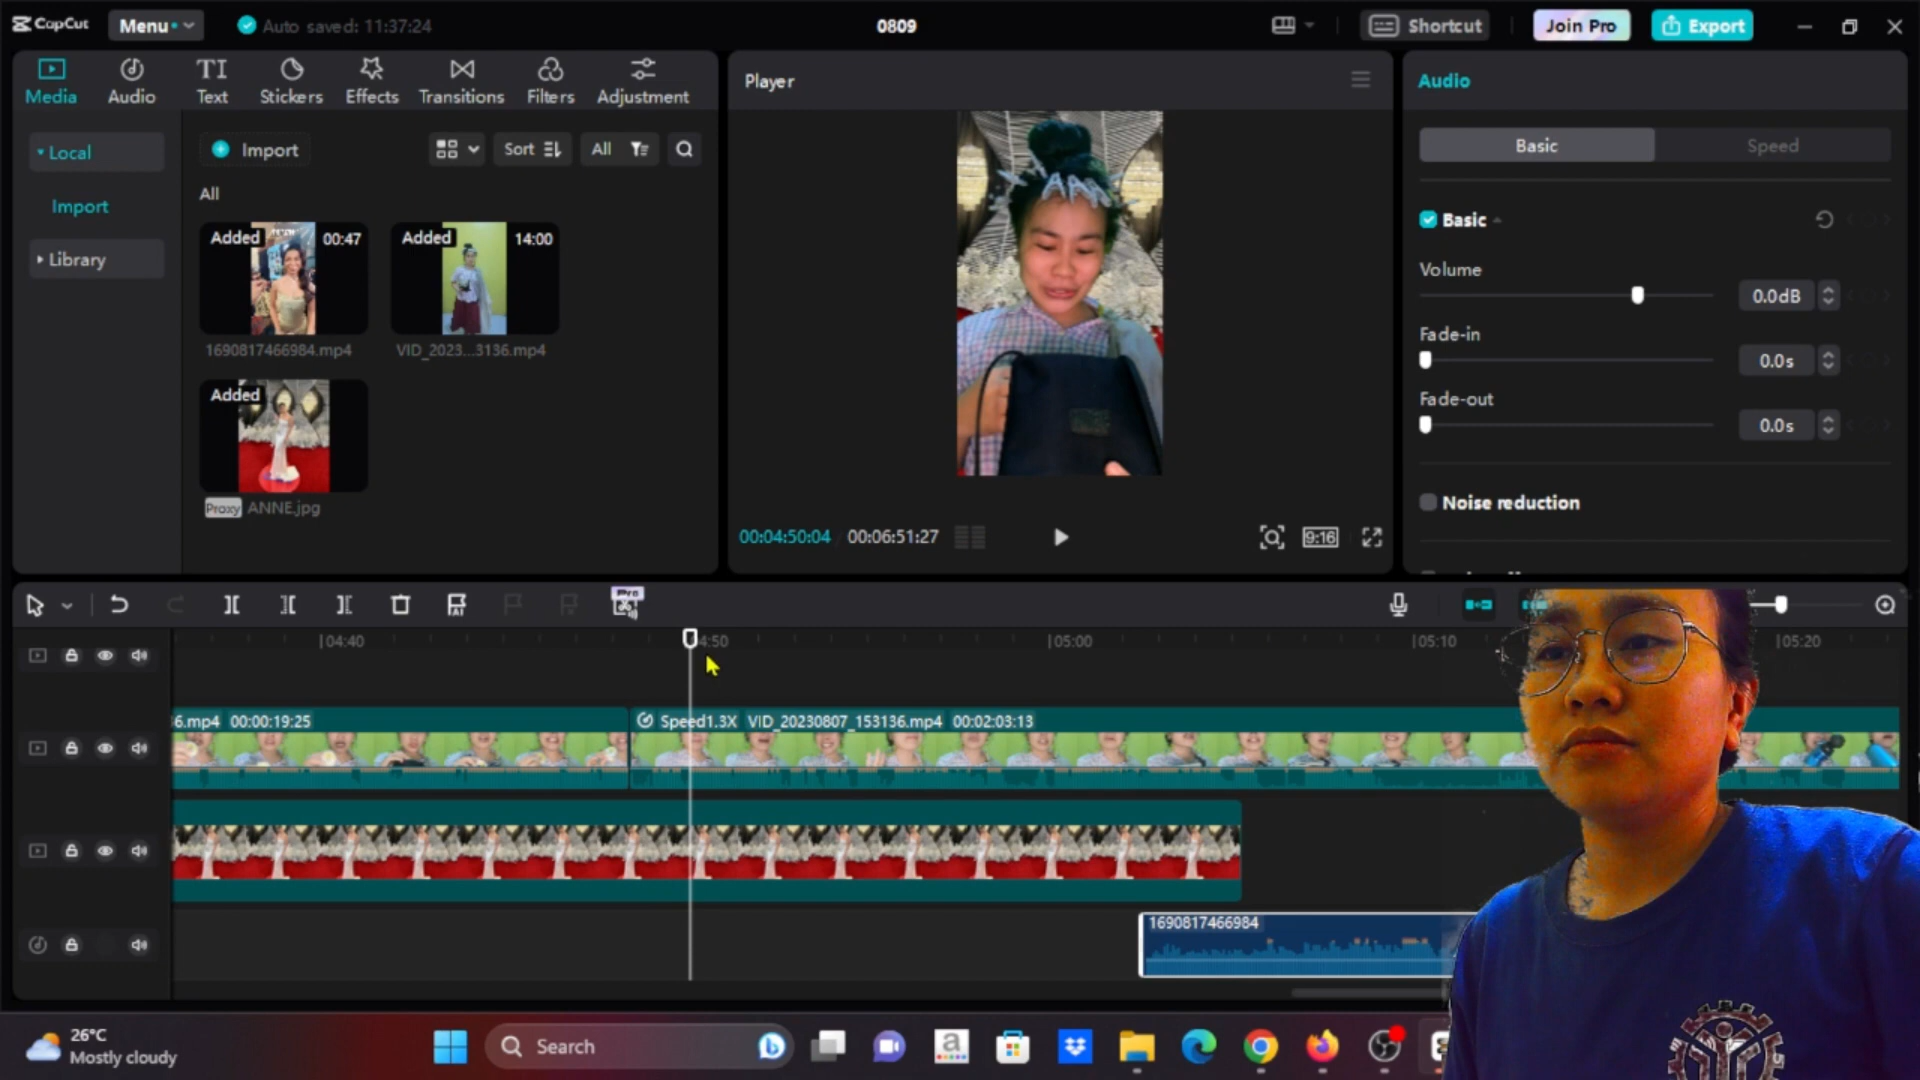 CapCut
Menu
Auto saved: 11:37:24
0809
Shortcut
Join Pro
Export
Media
Audio
TI
Text
Stickers
Effects
Transitions
Filters
Adjustment
Local
Import
Library
Import
Sort
All
All
Added
00:47
Added
14:00
1690817466984.mp4
VID_2023...3136.mp4
Added
Proxy
ANNE.jpg
Player
00:04:50:04
00:06:51:27
9:16
Audio
Basic
Speed
Basic
Volume
0.0dB
Fade-in
0.0s
Fade-out
0.0s
Noise reduction
AI
Pro
04:40
04:50
05:00
05:10
05:20
6.mp4 00:00:19:25
Speed1.3X VID_20230807_153136.mp4 00:02:03:13
1690817466984
26°C
Mostly cloudy
Search
a